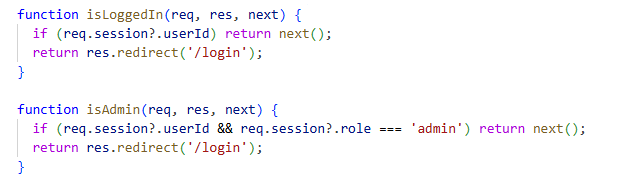 function isLoggedIn(req, res, next) {
  if (req.session?.userId) return next();
  return res.redirect('/login');
}

function isAdmin(req, res, next) {
  if (req.session?.userId && req.session?.role === 'admin') return next();
  return res.redirect('/login');
}